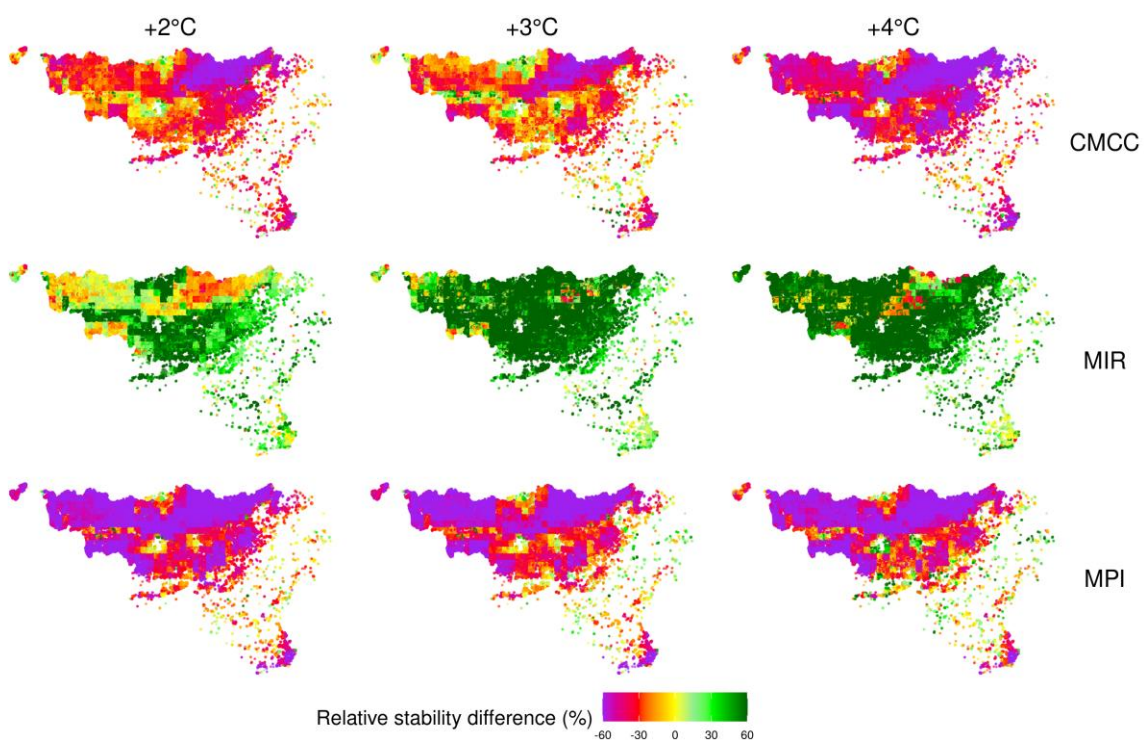 +2°C
+3°C
+4°C
CMCC
MIR
MPI
Relative stability difference (%)
-60 -30 0 30 60